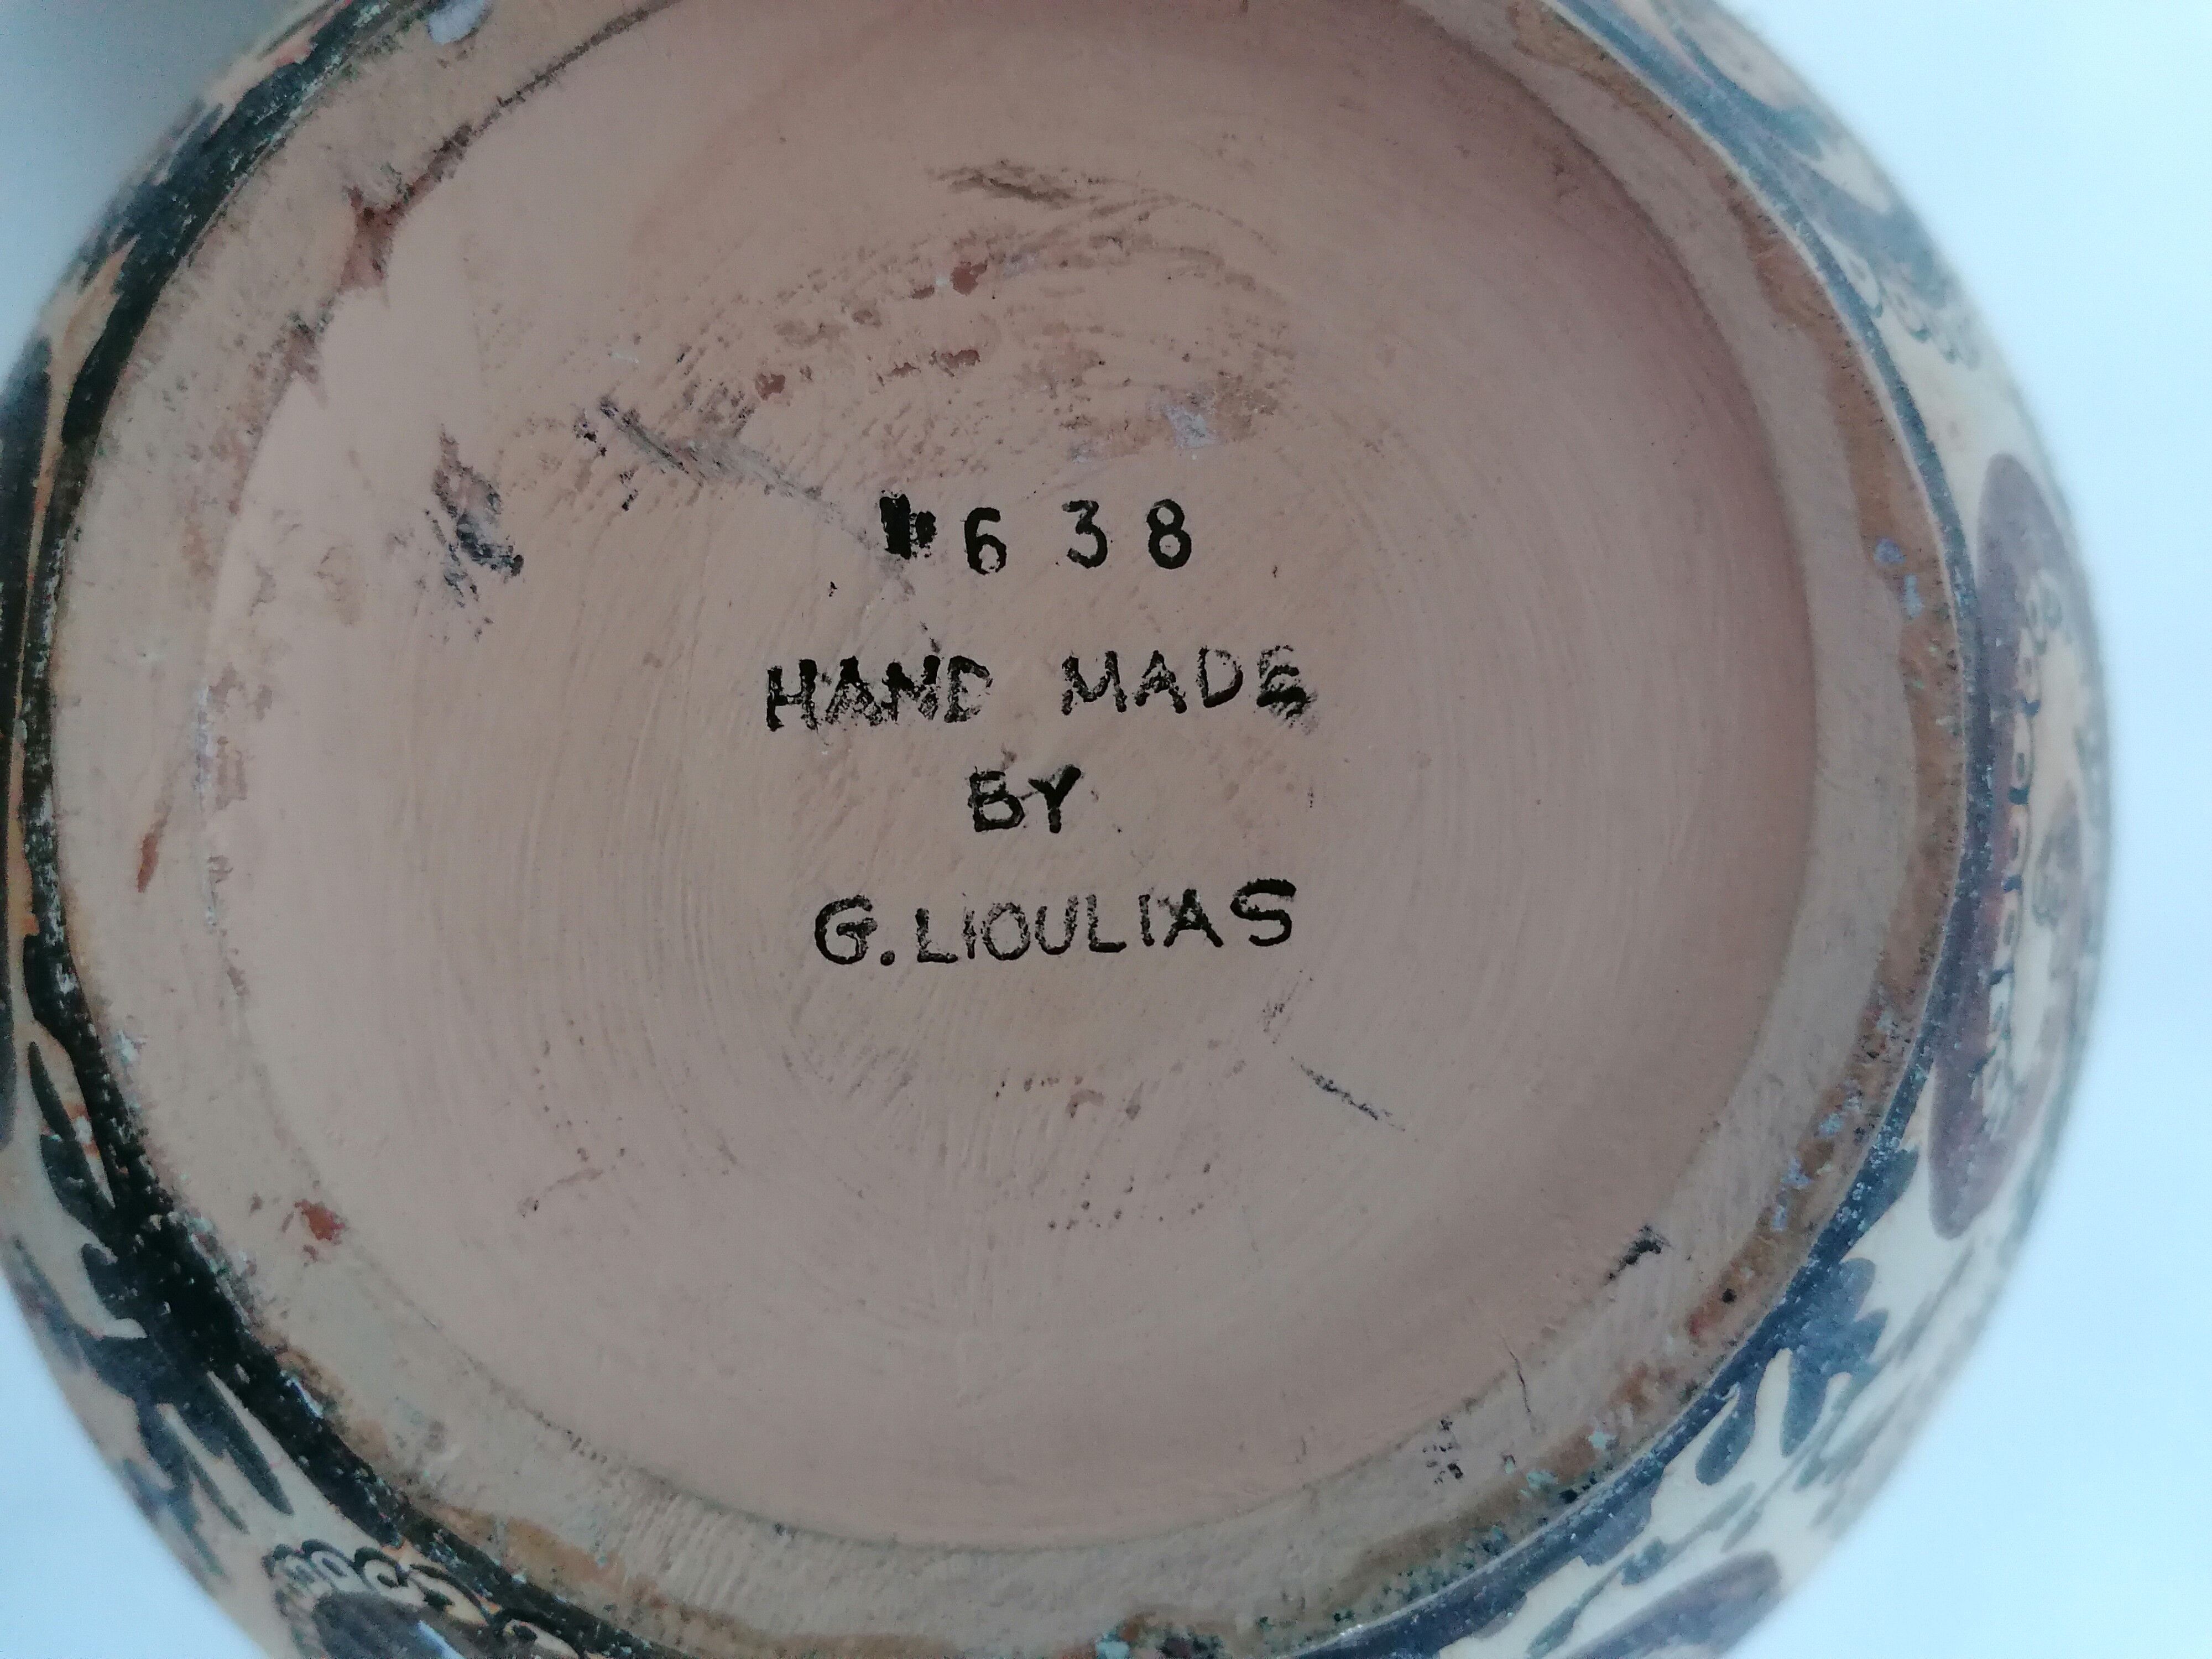 638
HAND MADE
BY
G. LIOULIAS